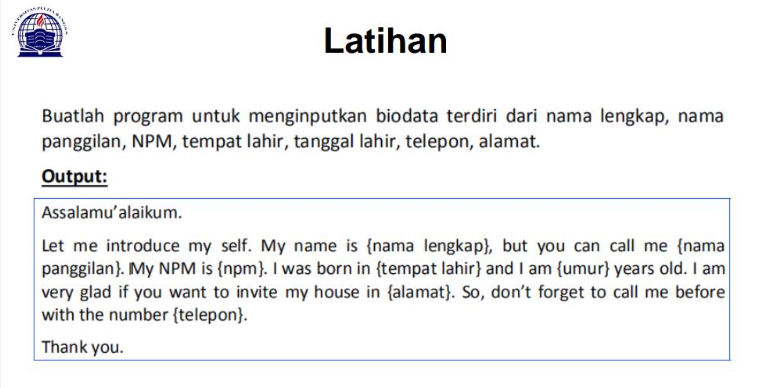 UNIVERSITAS PELITA BANGSA
Latihan
Buatlah program untuk menginputkan biodata terdiri dari nama lengkap, nama
panggilan, NPM, tempat lahir, tanggal lahir, telepon, alamat.
Output:
Assalamu’alaikum.
Let me introduce my self. My name is {nama lengkap}, but you can call me {nama
panggilan}. My NPM is {npm}. I was born in {tempat lahir} and I am {umur} years old. I am
very glad if you want to invite my house in {alamat}. So, don’t forget to call me before
with the number {telepon}.
Thank you.